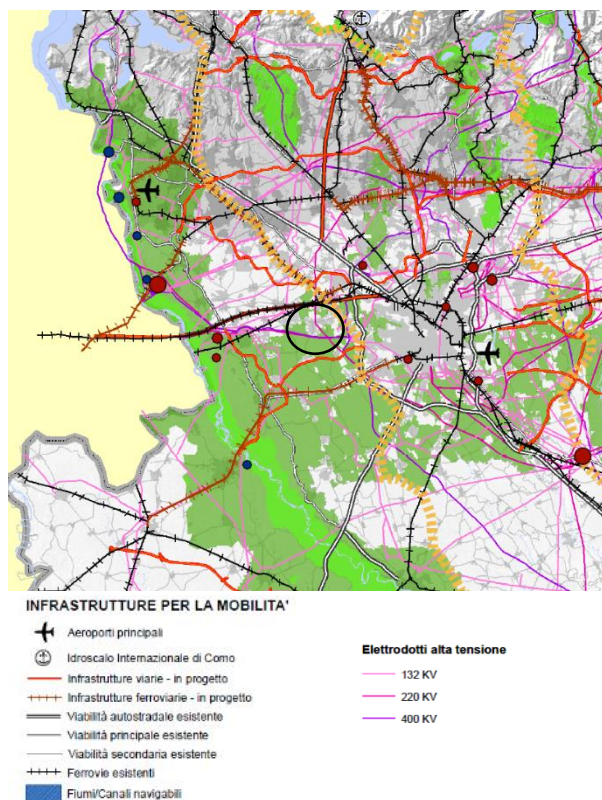 INFRASTRUTTURE PER LA MOBILITA'
Aeroporti principali
Idroscalo Internazionale di Como
Infrastrutture viarie - in progetto
Infrastrutture ferroviarie - in progetto
Viabilità autostradale esistente
Viabilità principale esistente
Viabilità secondaria esistente
Ferrovie esistenti
Fiumi/Canali navigabili
Elettrodotti alta tensione
132 KV
220 KV
400 KV